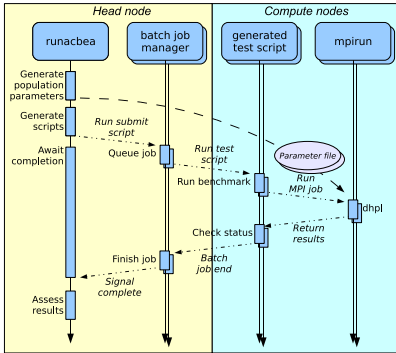 Head node
Compute nodes
runacbea
batch job
manager
generated
test script
mpirun
Generate
population
parameters
Generate
scripts
Run submit
script
Await
completion
Queue job
Run test
script
Parameter file
Run benchmark
Run
MPI job
dhpl
Return
results
Check status
Batch
job end
Finish job
Signal
complete
Assess
results